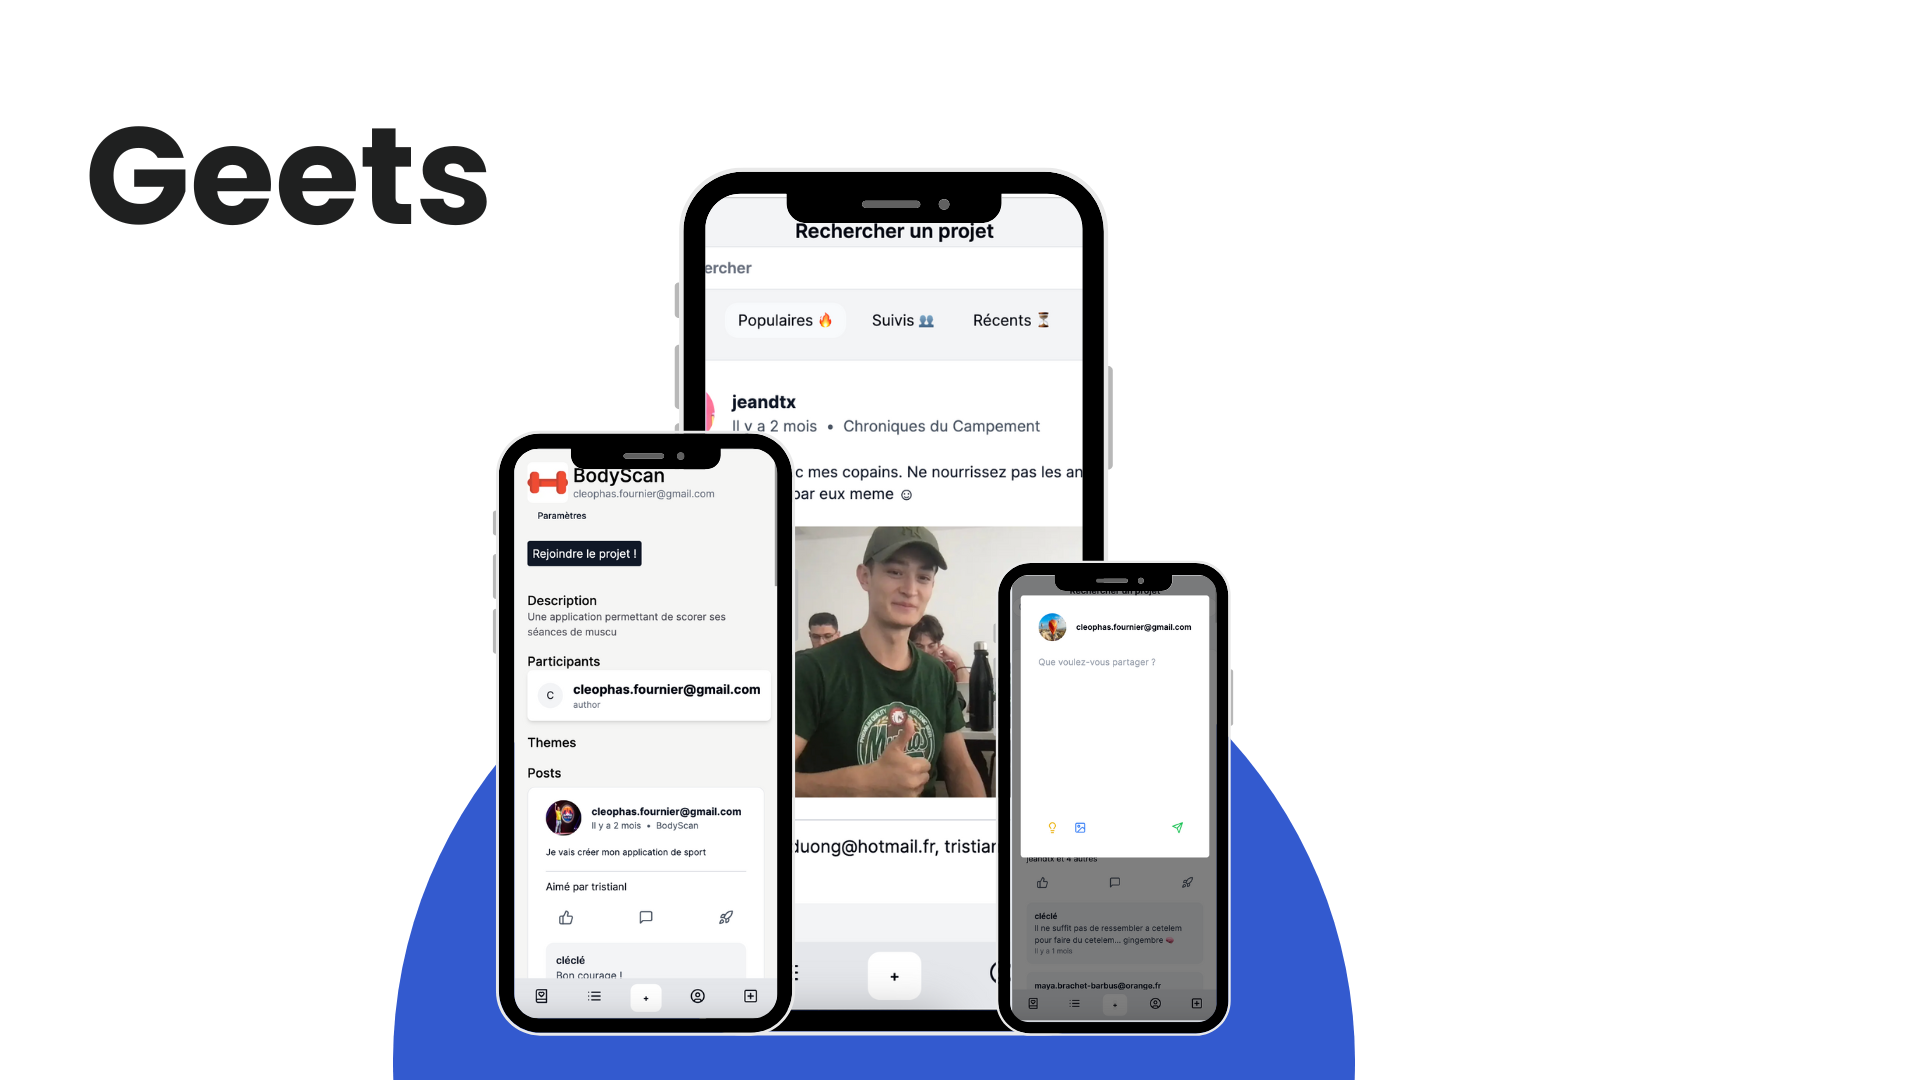 Geets
Rechercher un projet
ercher
Populaires 🔥 Suivis 👥 Récents ⏳
jeandtx
Il y a 2 mois • Chroniques du Campement
c mes copains. Ne nourrissez pas les an
par eux meme ☺
duong@hotmail.fr, tristian
+
BodyScan
cleophas.fournier@gmail.com
Paramètres
Rejoindre le projet !
Description
Une application permettant de scorer ses
séances de muscu
Participants
C
cleophas.fournier@gmail.com
author
Themes
Posts
cleophas.fournier@gmail.com
Il y a 2 mois • BodyScan
Je vais créer mon application de sport
Aimé par tristianl
cléclé
Bon courage !
+
Rechercher un projet
cleophas.fournier@gmail.com
Que voulez-vous partager ?
jeandtx et 4 autres
cléclé
Il ne suffit pas de ressembler a cetelem
pour faire du cetelem... gingembre
Il y a 1 mois
maya.brachet-barbus@orange.fr
+